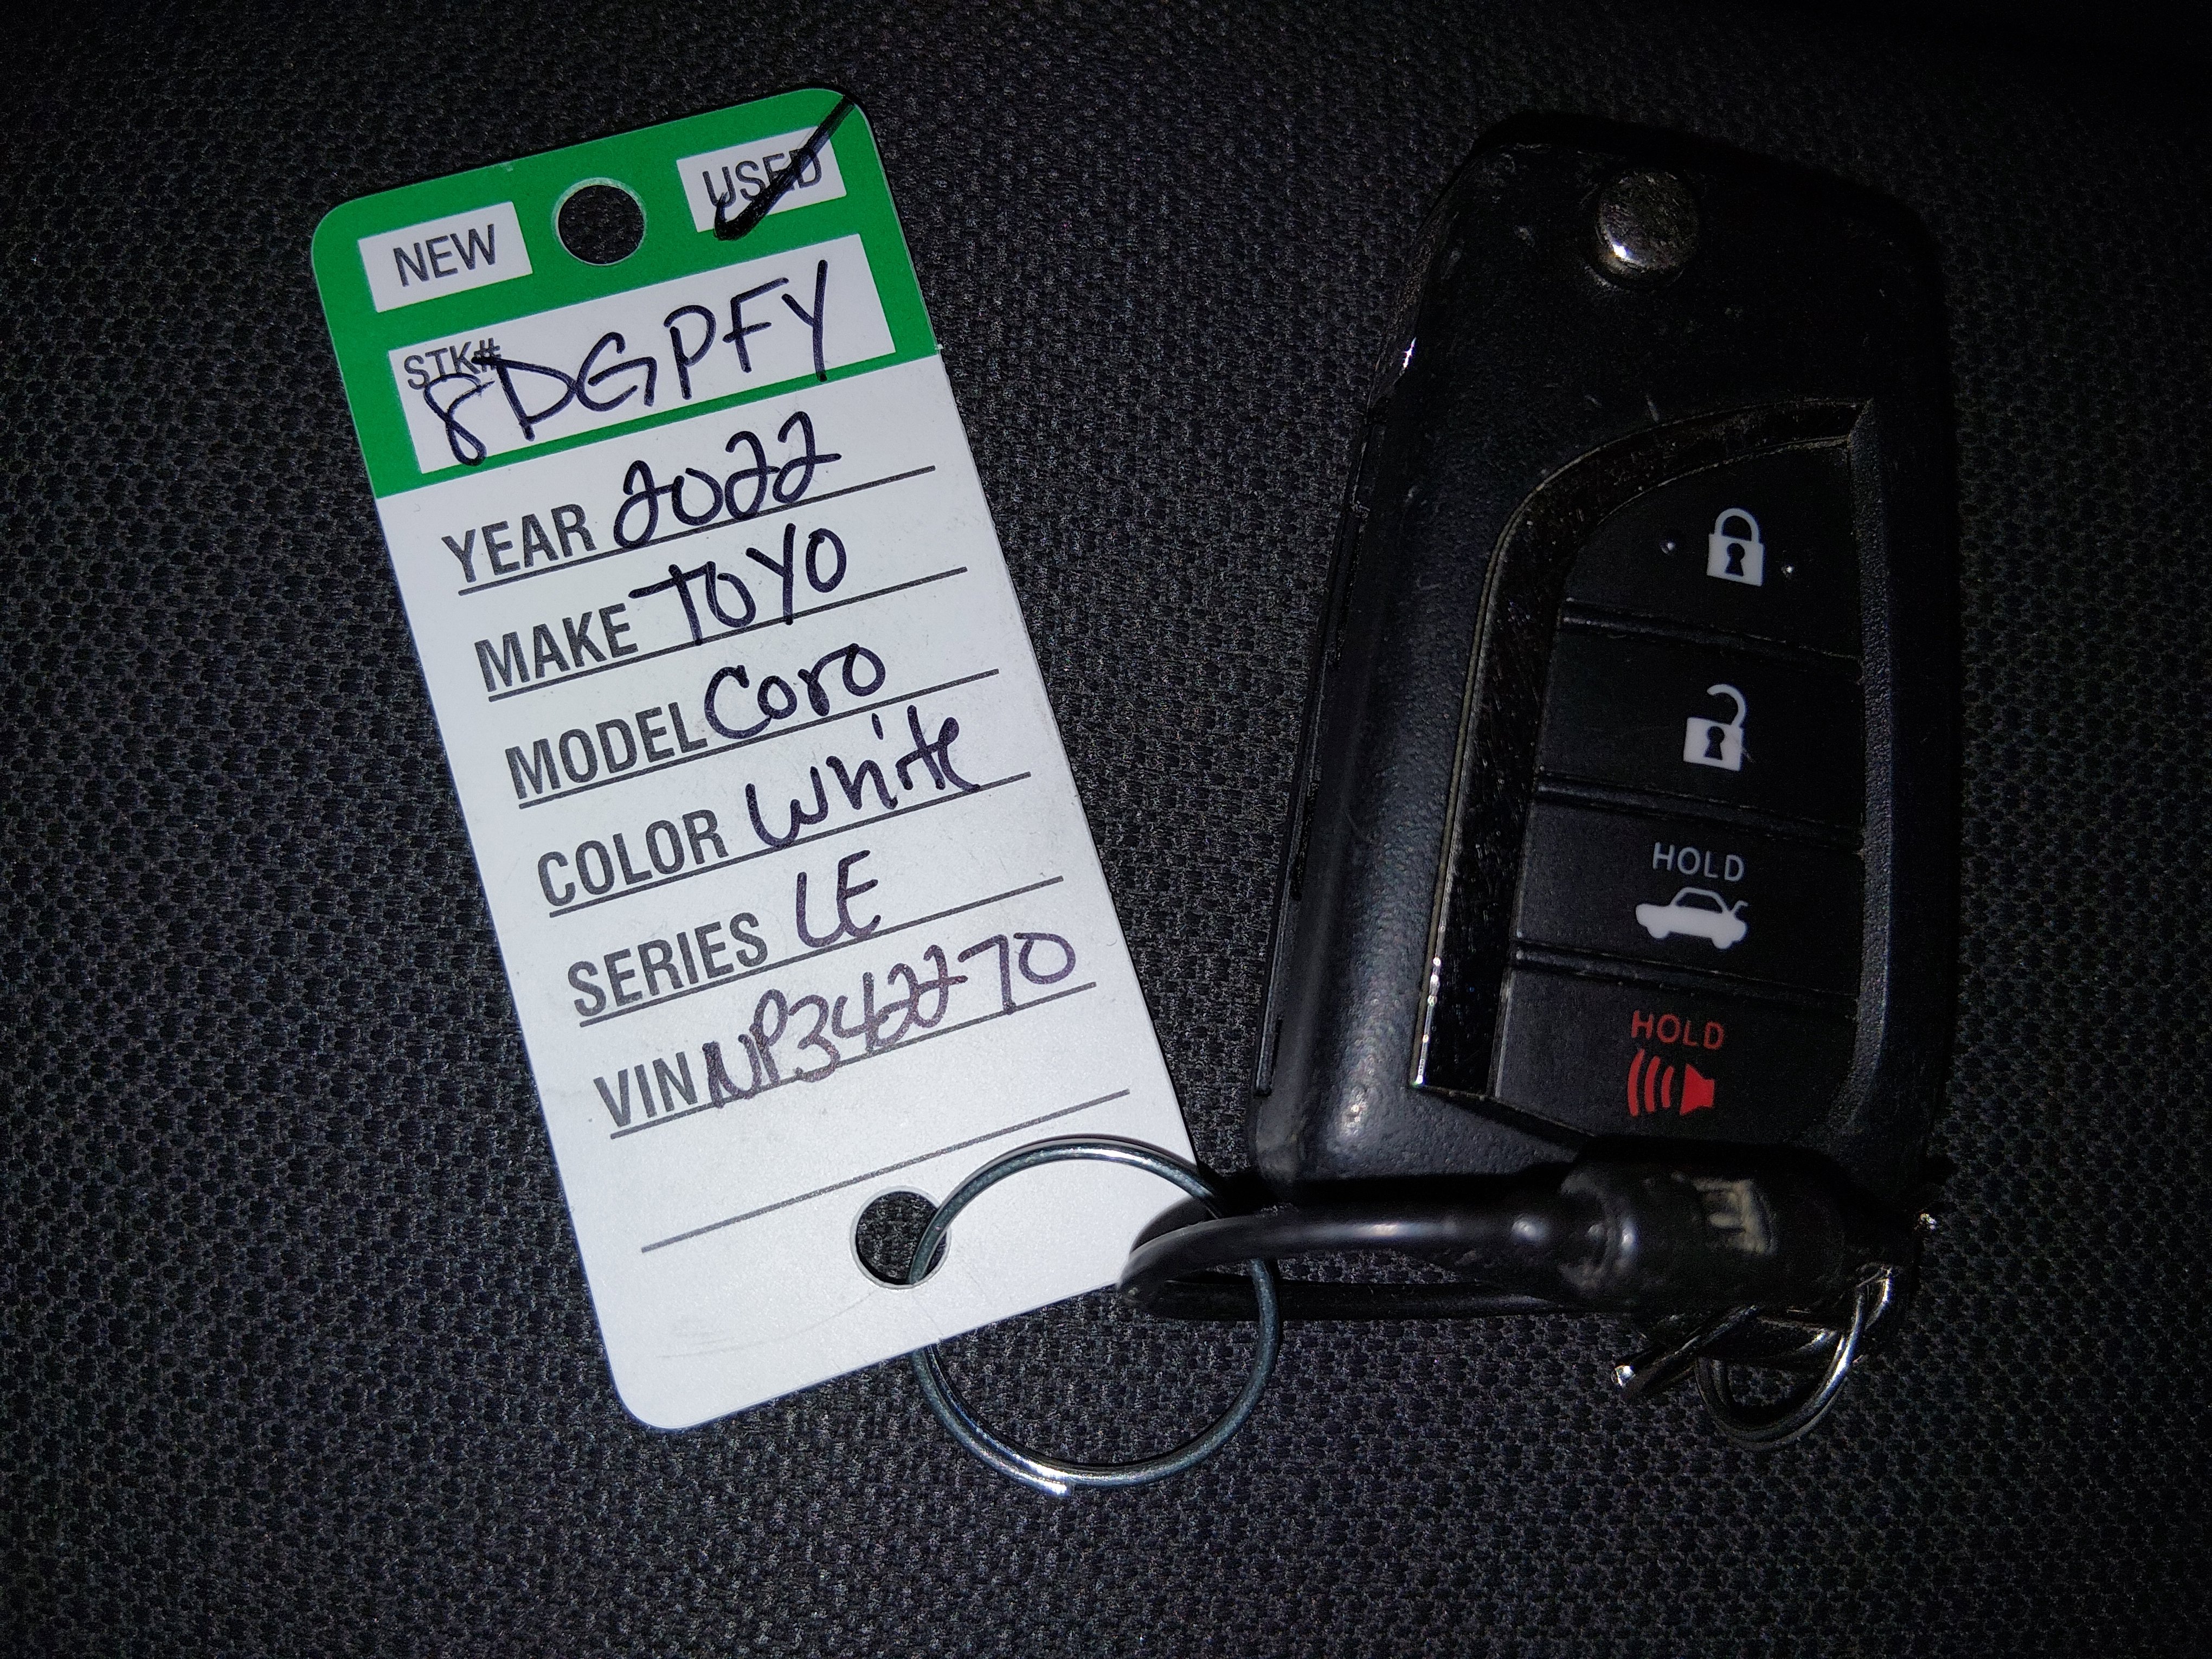 NEW USED
STK# 8DGPFY
YEAR 2022
MAKE TOYO
MODEL Coro
COLOR White
SERIES LE
VIN NP342270
HOLD
HOLD